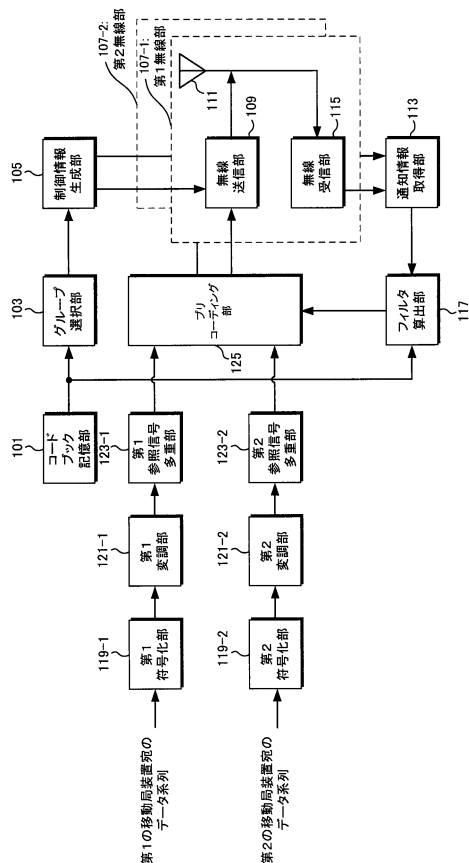 107-2:
第2無線部
107-1:
第1無線部
105
制御情報
生成部
111
109
無線
送信部
115
無線
受信部
113
通知情報
取得部
103
グループ
選択部
プリ
コーディング
部
125
フィルタ
算出部
117
101
コード
ブック
記憶部
123-1
第1
参照信号
多重部
123-2
第2
参照信号
多重部
121-1
第1
変調部
121-2
第2
変調部
119-1
第1
符号化部
119-2
第2
符号化部
第1の移動局装置宛の
データ系列
第2の移動局装置宛の
データ系列